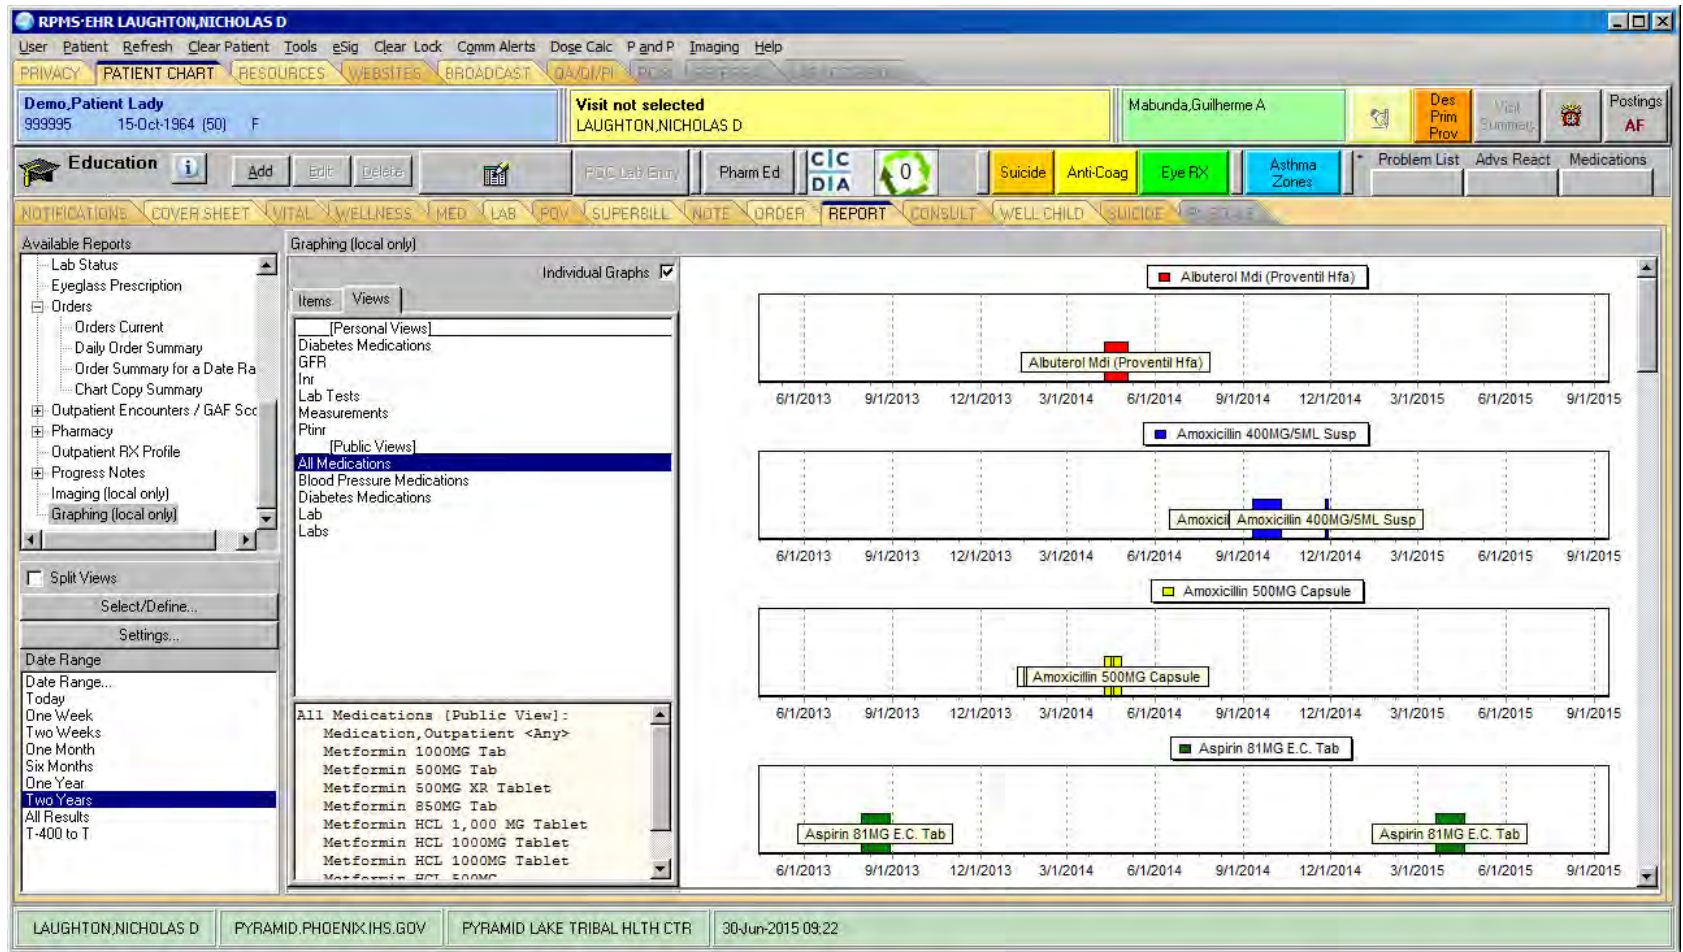 RPMS-EHR LAUGHTON,NICHOLAS D
User Patient Refresh Clear Patient Tools eSig Clear Lock Comm Alerts Dose Calc P and P Imaging Help
PRIVACY PATIENT CHART RESOURCES WEBSITES BROADCAST QA/QI/PI
Demo,Patient Lady
999995 15-Oct-1964 (50) F
Visit not selected
LAUGHTON,NICHOLAS D
Mabunda,Guilherme A
Des Prim Prov
Visit Summary
Postings
AF
Education
Add Edit Delete
POC Lab Entry
Pharm Ed
C|C
DIA
0
Suicide
Anti-Coag
Eye RX
Asthma
Zones
Problem List Advs React Medications
NOTIFICATIONS COVER SHEET VITAL WELLNESS MED LAB POV SUPERBILL NOTE ORDER REPORT CONSULT WELL CHILD SUICIDE
Available Reports
Lab Status
Eyeglass Prescription
Orders
Orders Current
Daily Order Summary
Order Summary for a Date Ra
Chart Copy Summary
Outpatient Encounters / GAF Scc
Pharmacy
Outpatient RX Profile
Progress Notes
Imaging (local only)
Graphing (local only)
Split Views
Select/Define...
Settings...
Date Range
Date Range...
Today
One Week
Two Weeks
One Month
Six Months
One Year
Two Years
All Results
T-400 to T
Graphing (local only)
Individual Graphs
Items Views
[Personal Views]
Diabetes Medications
GFR
Inr
Lab Tests
Measurements
Ptinr
[Public Views]
All Medications
Blood Pressure Medications
Diabetes Medications
Lab
Labs
All Medications [Public View]:
Medication,Outpatient <Any>
Metformin 1000MG Tab
Metformin 500MG Tab
Metformin 500MG XR Tablet
Metformin 850MG Tab
Metformin HCL 1,000 MG Tablet
Metformin HCL 1000MG Tablet
Metformin HCL 1000MG Tablet
Metformin HCL 500MG
Albuterol Mdi (Proventil Hfa)
Albuterol Mdi (Proventil Hfa)
6/1/2013 9/1/2013 12/1/2013 3/1/2014 6/1/2014 9/1/2014 12/1/2014 3/1/2015 6/1/2015 9/1/2015
Amoxicillin 400MG/5ML Susp
Amoxicil Amoxicillin 400MG/5ML Susp
6/1/2013 9/1/2013 12/1/2013 3/1/2014 6/1/2014 9/1/2014 12/1/2014 3/1/2015 6/1/2015 9/1/2015
Amoxicillin 500MG Capsule
Amoxicillin 500MG Capsule
6/1/2013 9/1/2013 12/1/2013 3/1/2014 6/1/2014 9/1/2014 12/1/2014 3/1/2015 6/1/2015 9/1/2015
Aspirin 81MG E.C. Tab
Aspirin 81MG E.C. Tab Aspirin 81MG E.C. Tab
6/1/2013 9/1/2013 12/1/2013 3/1/2014 6/1/2014 9/1/2014 12/1/2014 3/1/2015 6/1/2015 9/1/2015
LAUGHTON,NICHOLAS D PYRAMID.PHOENIX.IHS.GOV PYRAMID LAKE TRIBAL HLTH CTR 30-Jun-2015 09:22